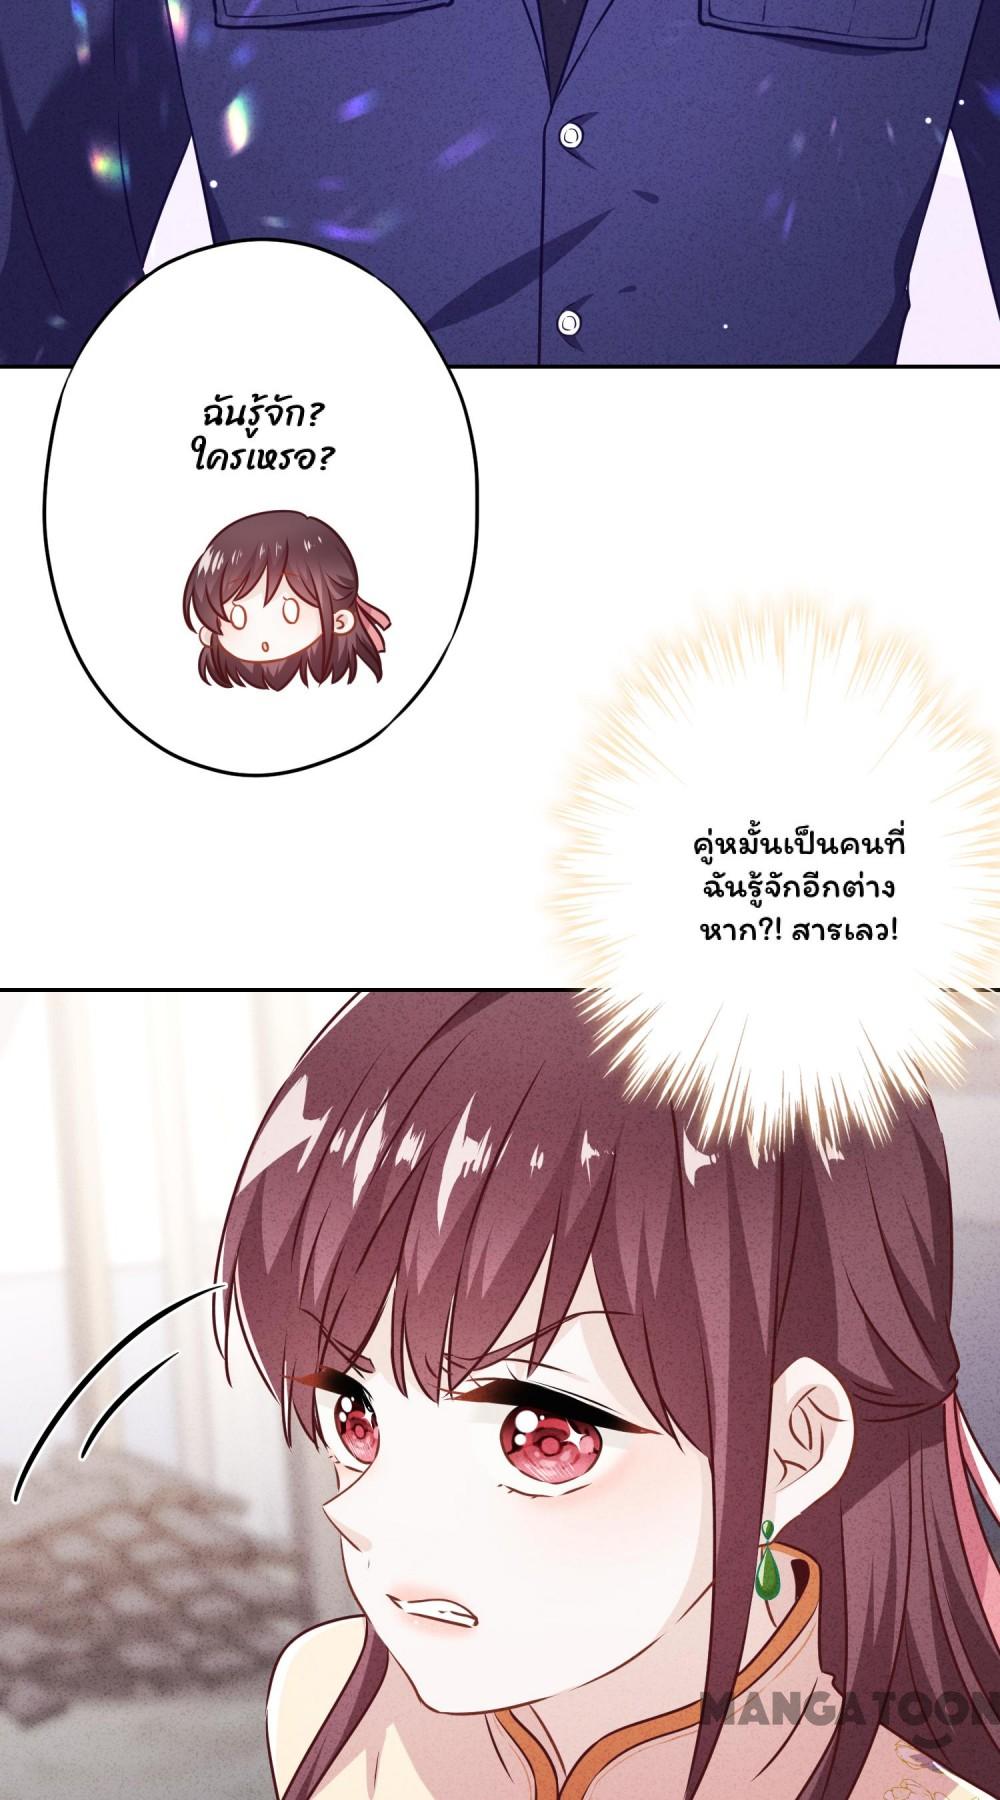 ฉันรู้จัก?
ใครเหรอ?
คู่หมั้นเป็นคนที่
ฉันรู้จักอีกต่าง
หาก?! สารเลว!
MANGATOON